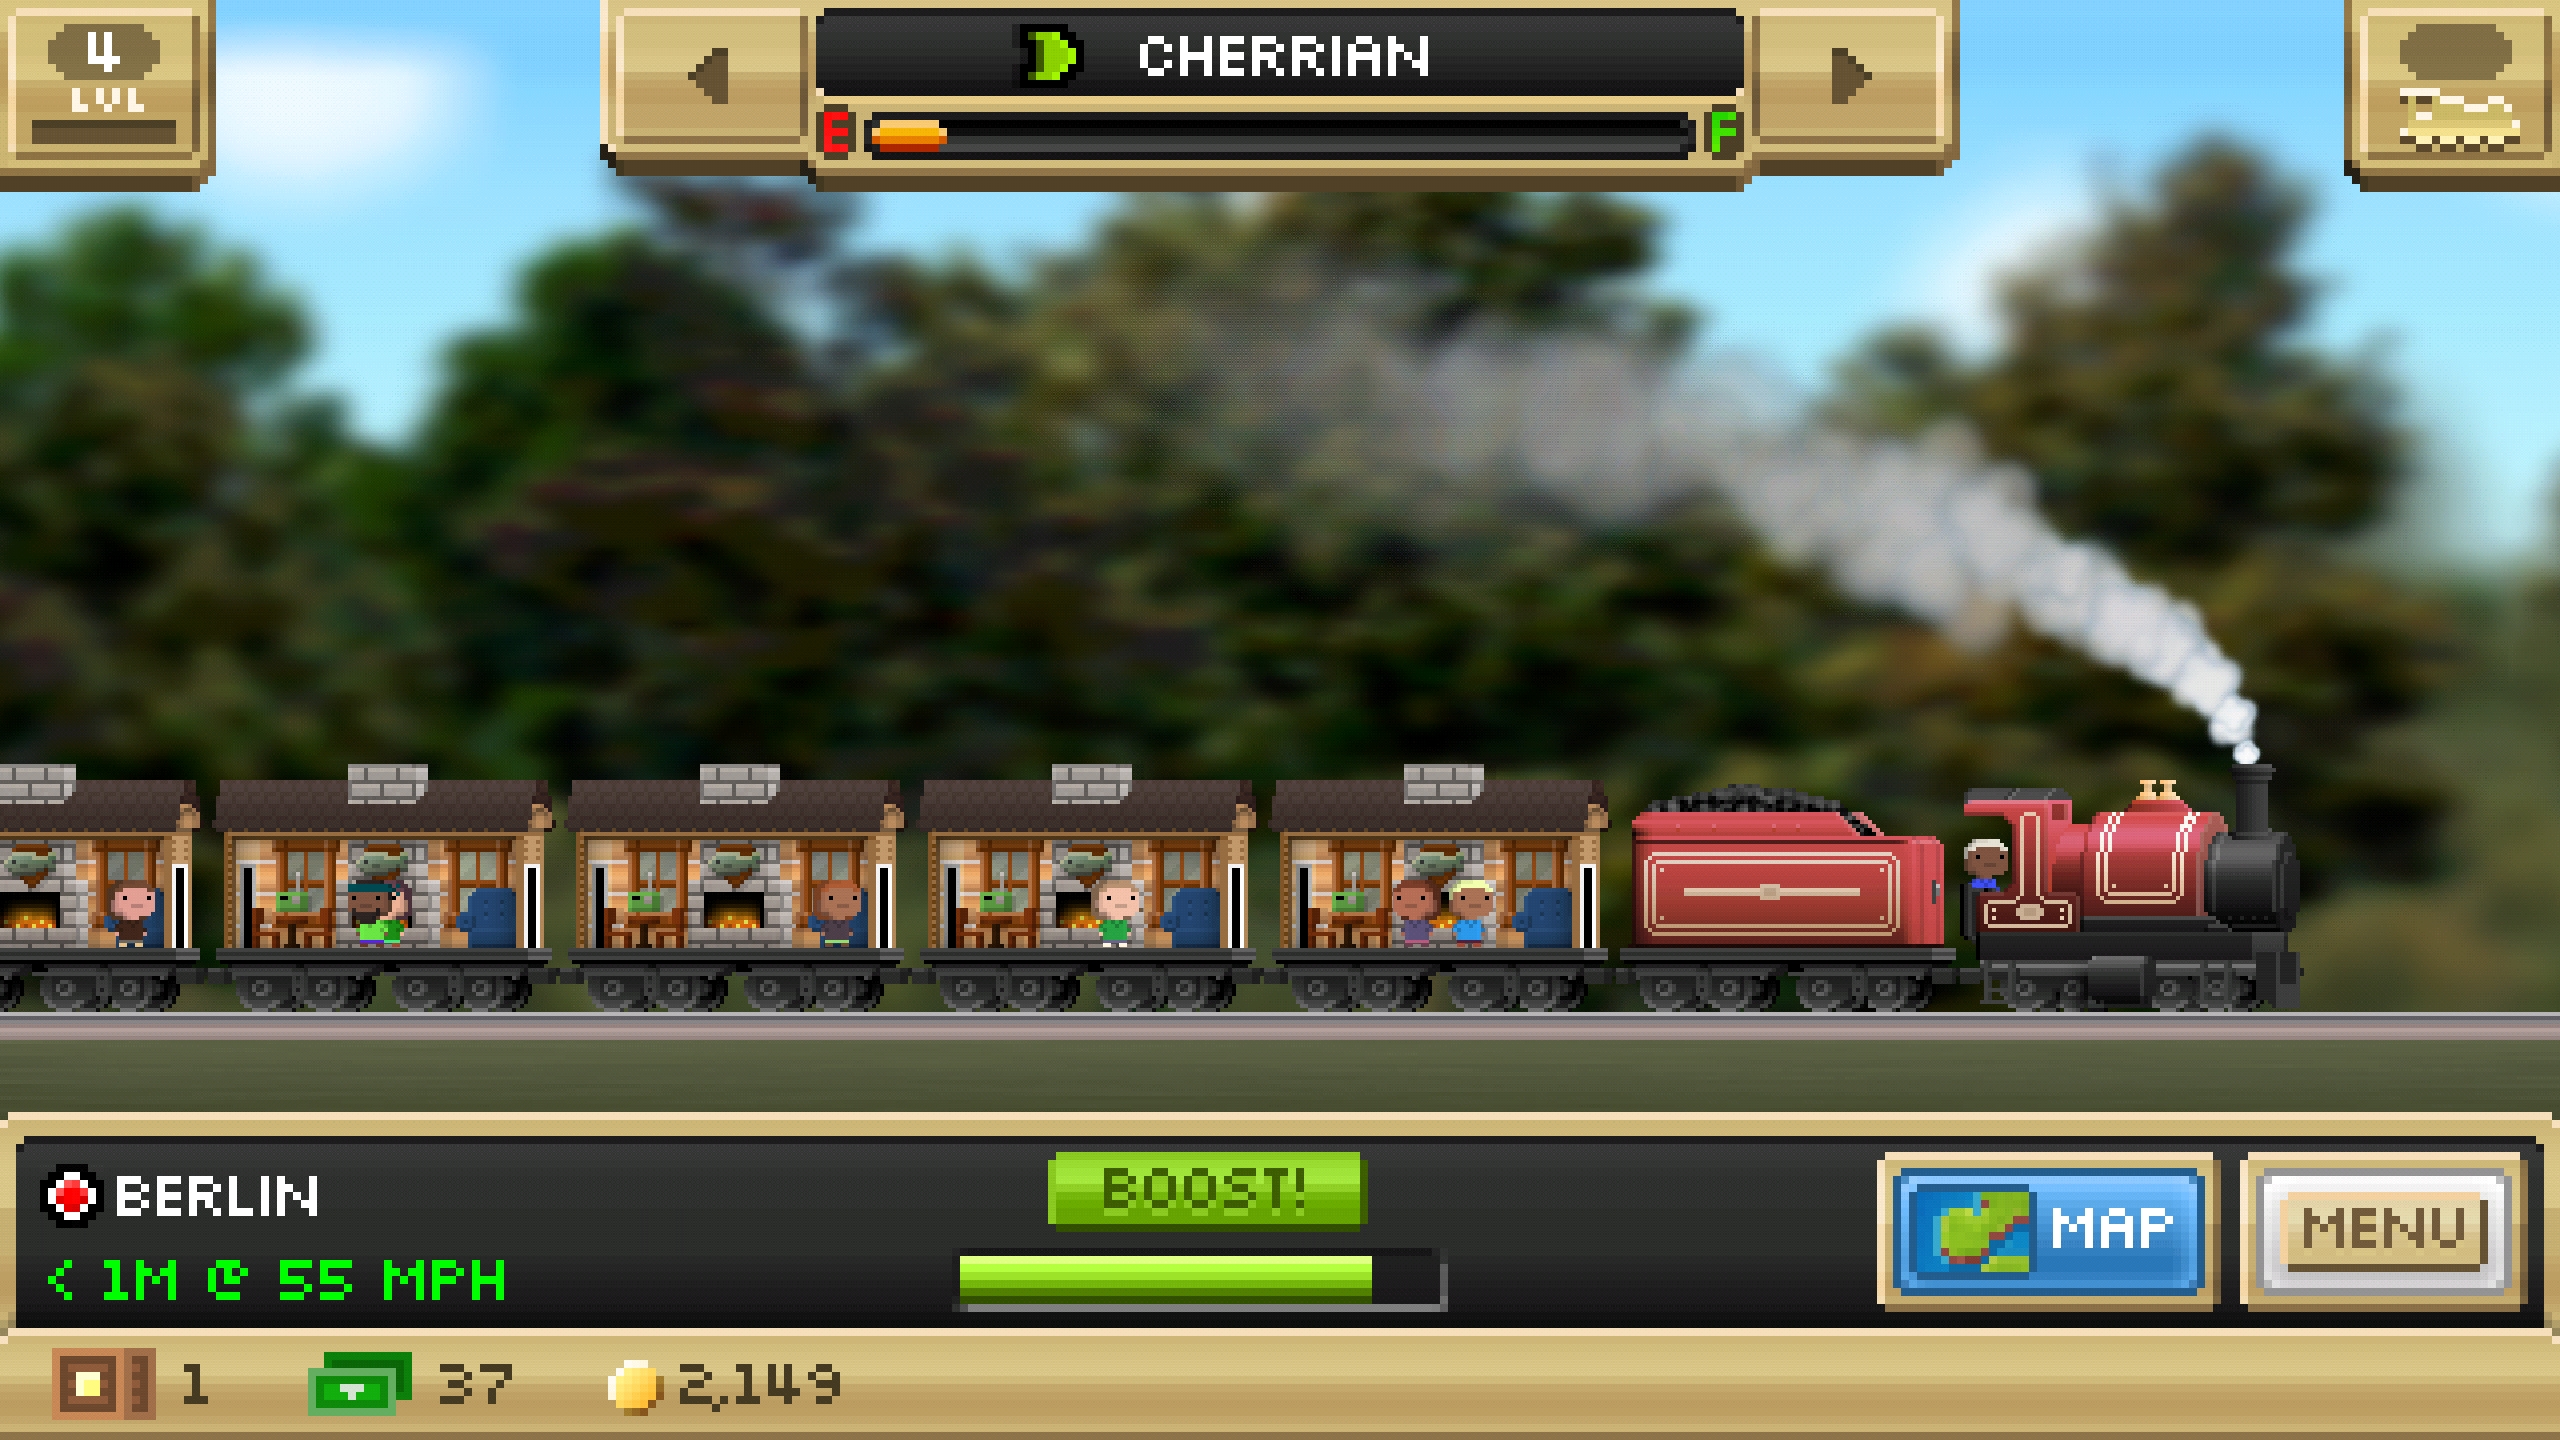 4
LVL
CHERRIAN
E F
BERLIN
< 1M @ 55 MPH
BOOST!
MAP
MENU
1 37 2,149